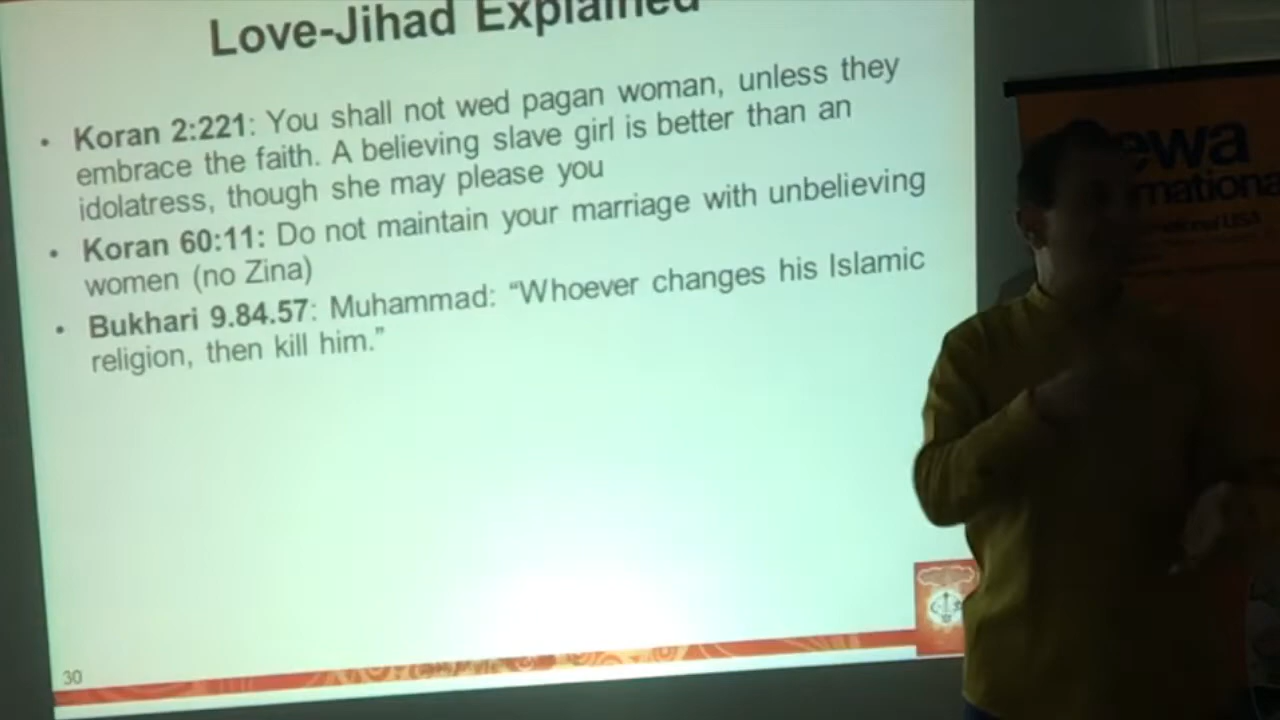 Love-Jihad Explained
• Koran 2:221: You shall not wed pagan woman, unless they
embrace the faith. A believing slave girl is better than an
idolatress, though she may please you
• Koran 60:11: Do not maintain your marriage with unbelieving
women (no Zina)
• Bukhari 9.84.57: Muhammad: “Whoever changes his Islamic
religion, then kill him.”
30
ewa
rnationa
USA